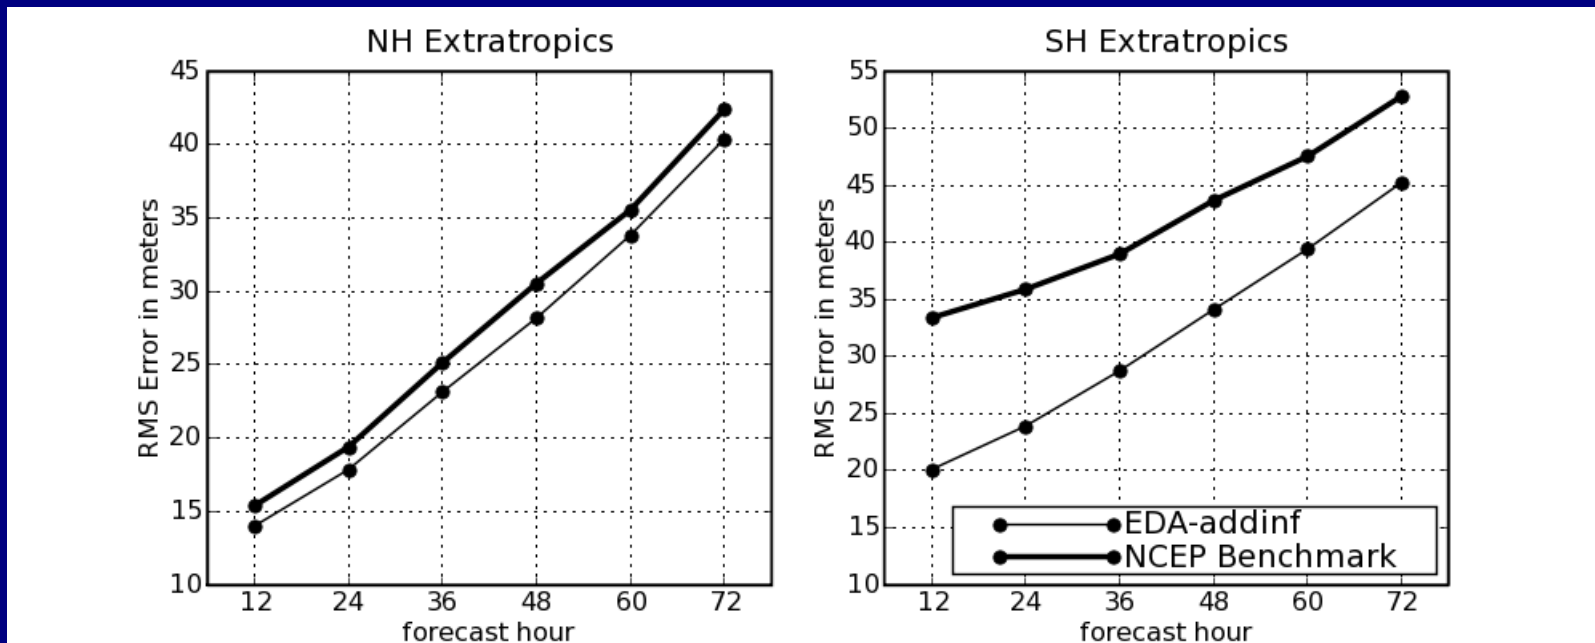 NH Extratropics
45
40
35
30
25
20
15
10
RMS Error in meters
12 24 36 48 60 72
forecast hour
SH Extratropics
55
50
45
40
35
30
25
20
15
10
RMS Error in meters
EDA-addinf
NCEP Benchmark
12 24 36 48 60 72
forecast hour